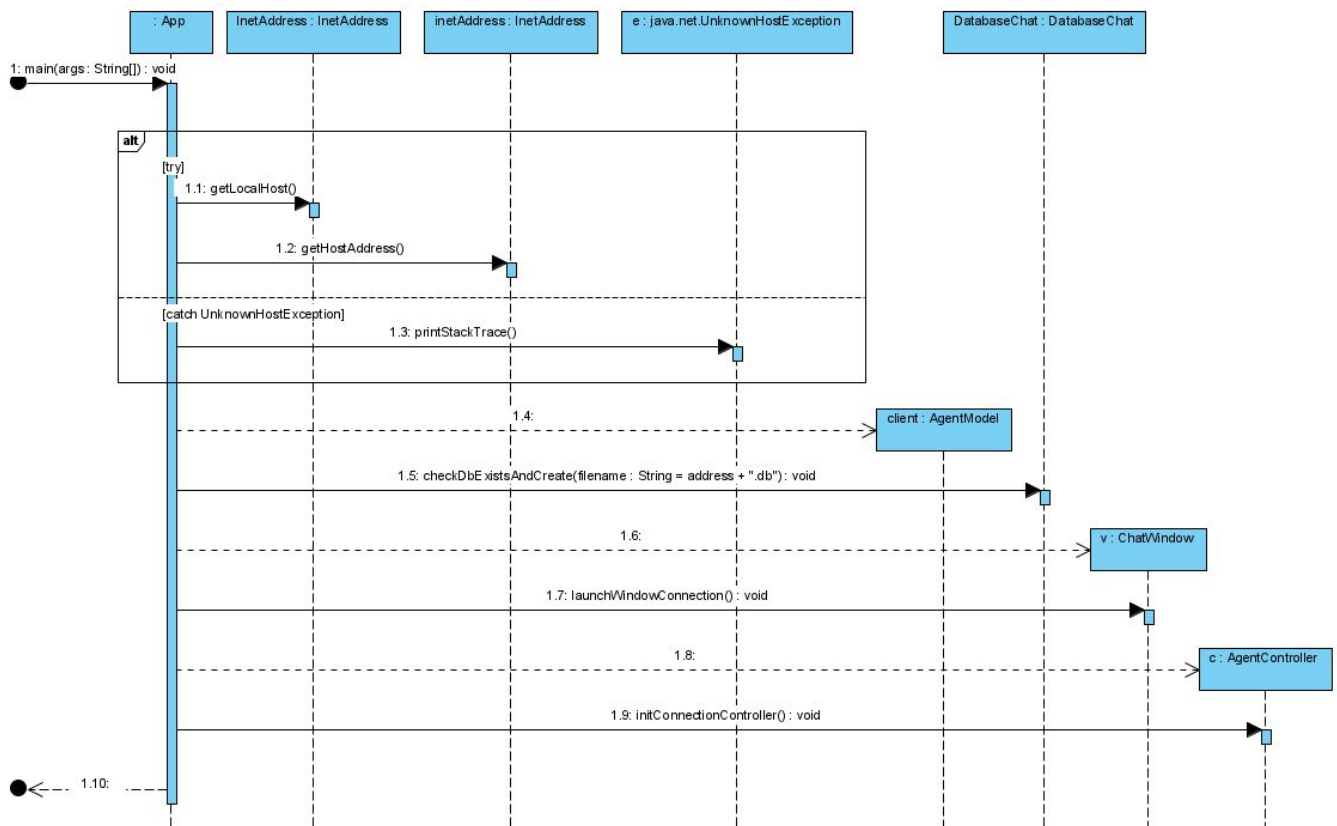 : App
InetAddress : InetAddress
inetAddress : InetAddress
e : java.net.UnknownHostException
DatabaseChat : DatabaseChat
1: main(args : String[]) : void
alt
[try]
1.1: getLocalHost()
1.2: getHostAddress()
[catch UnknownHostException]
1.3: printStackTrace()
1.4:
client : AgentModel
1.5: checkDbExistsAndCreate(filename : String = address + ".db") : void
1.6:
v : ChatWindow
1.7: launchWindowConnection() : void
1.8:
c : AgentController
1.9: initConnectionController() : void
1.10: